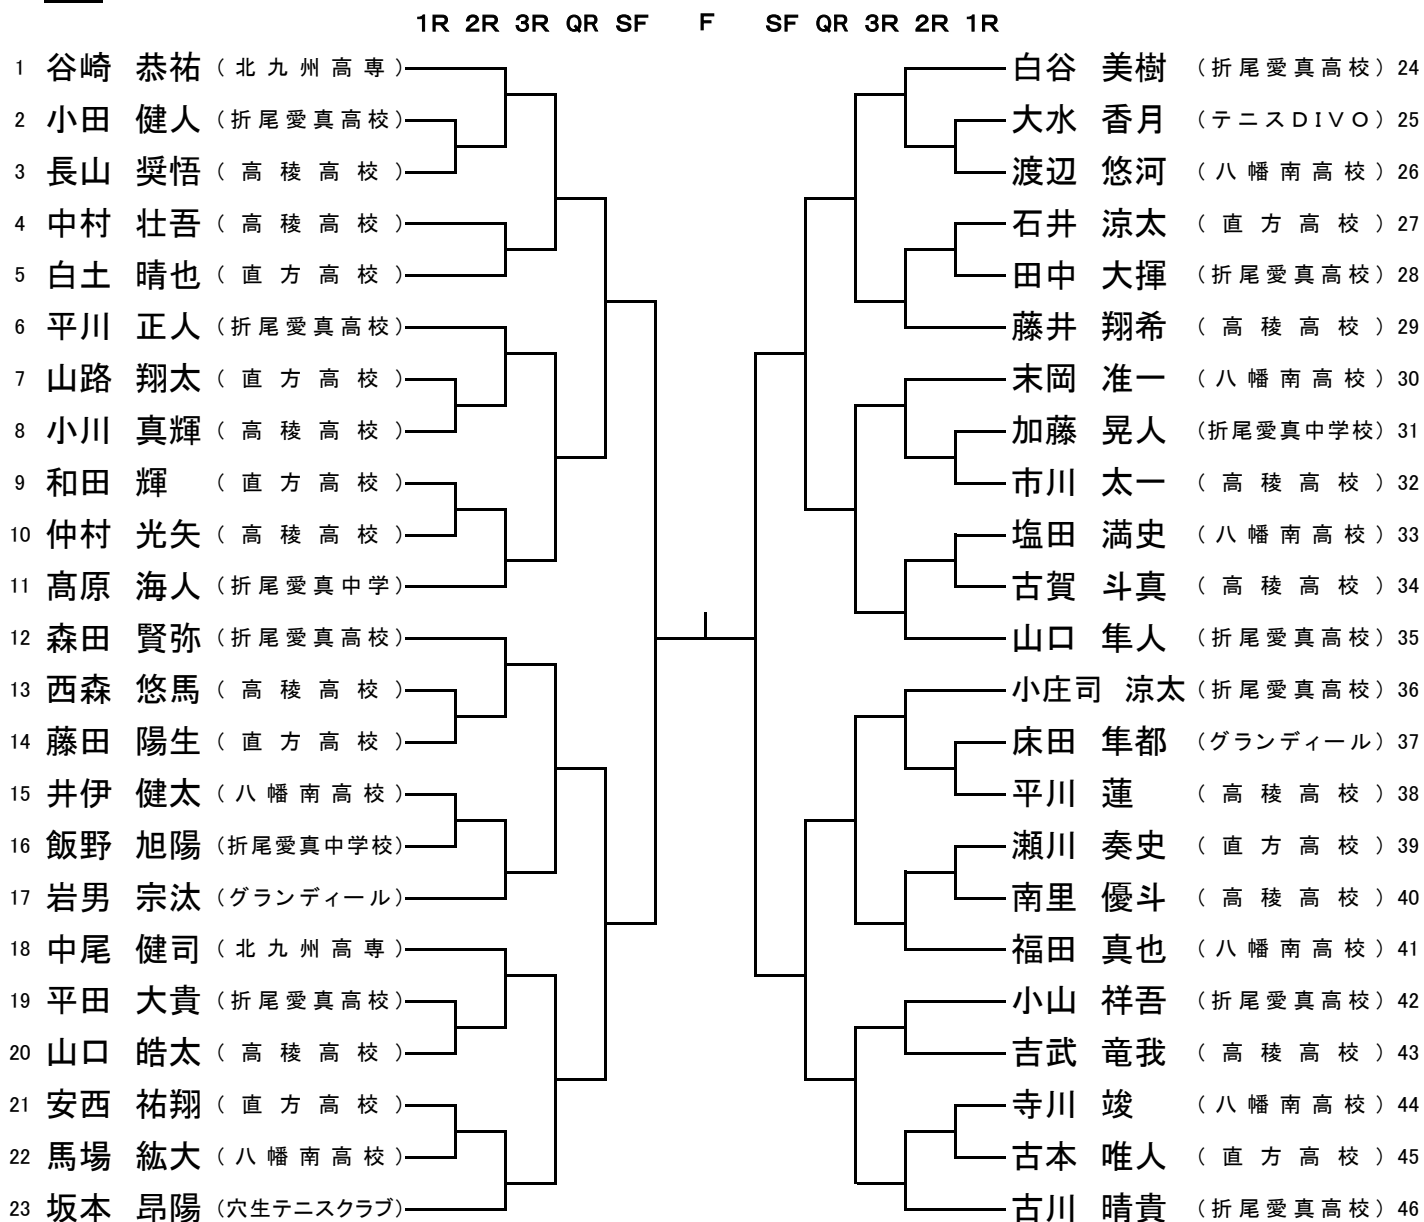 1R 2R 3R QR SF F SF QR 3R 2R 1R
1 谷崎 恭祐 (北九州高専)
2 小田 健人 (折尾愛真高校)
3 長山 奨悟 (高稜高校)
4 中村 壮吾 (高稜高校)
5 白土 晴也 (直方高校)
6 平川 正人 (折尾愛真高校)
7 山路 翔太 (直方高校)
8 小川 真輝 (高稜高校)
9 和田 輝 (直方高校)
10 仲村 光矢 (高稜高校)
11 髙原 海人 (折尾愛真中学)
12 森田 賢弥 (折尾愛真高校)
13 西森 悠馬 (高稜高校)
14 藤田 陽生 (直方高校)
15 井伊 健太 (八幡南高校)
16 飯野 旭陽 (折尾愛真中学校)
17 岩男 宗汰 (グランディール)
18 中尾 健司 (北九州高専)
19 平田 大貴 (折尾愛真高校)
20 山口 皓太 (高稜高校)
21 安西 祐翔 (直方高校)
22 馬場 紘大 (八幡南高校)
23 坂本 昂陽 (穴生テニスクラブ)
白谷 美樹 (折尾愛真高校) 24
大水 香月 (テニスDIVO) 25
渡辺 悠河 (八幡南高校) 26
石井 涼太 (直方高校) 27
田中 大揮 (折尾愛真高校) 28
藤井 翔希 (高稜高校) 29
末岡 准一 (八幡南高校) 30
加藤 晃人 (折尾愛真中学校) 31
市川 太一 (高稜高校) 32
塩田 満史 (八幡南高校) 33
古賀 斗真 (高稜高校) 34
山口 隼人 (折尾愛真高校) 35
小庄司 涼太 (折尾愛真高校) 36
床田 隼都 (グランディール) 37
平川 蓮 (高稜高校) 38
瀬川 奏史 (直方高校) 39
南里 優斗 (高稜高校) 40
福田 真也 (八幡南高校) 41
小山 祥吾 (折尾愛真高校) 42
吉武 竜我 (高稜高校) 43
寺川 竣 (八幡南高校) 44
古本 唯人 (直方高校) 45
古川 晴貴 (折尾愛真高校) 46